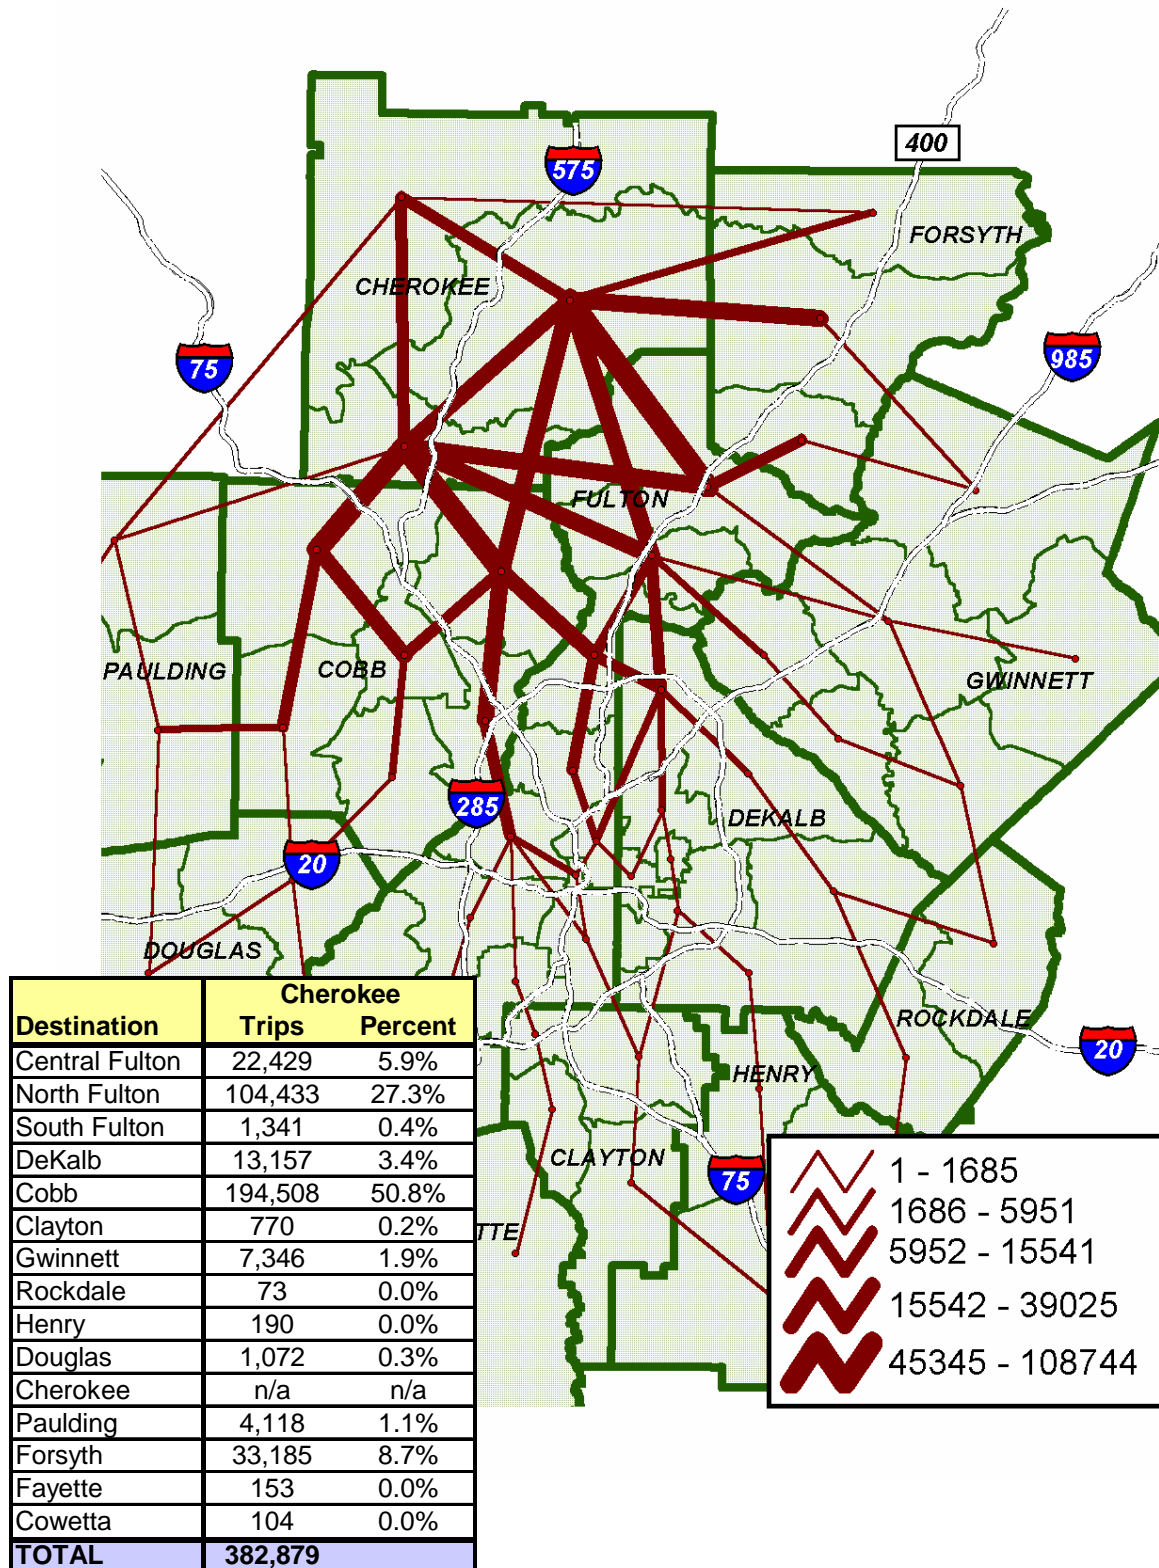 400
575
FORSYTH
CHEROKEE
75
985
FULTON
PAULDING
COBB
GWINNETT
285
DEKALB
20
DOUGLAS
ROCKDALE
20
HENRY
CLAYTON
75
TTE
Cherokee
Destination Trips Percent
Central Fulton 22,429 5.9%
North Fulton 104,433 27.3%
South Fulton 1,341 0.4%
DeKalb 13,157 3.4%
Cobb 194,508 50.8%
Clayton 770 0.2%
Gwinnett 7,346 1.9%
Rockdale 73 0.0%
Henry 190 0.0%
Douglas 1,072 0.3%
Cherokee n/a n/a
Paulding 4,118 1.1%
Forsyth 33,185 8.7%
Fayette 153 0.0%
Cowetta 104 0.0%
TOTAL 382,879
1 - 1685
1686 - 5951
5952 - 15541
15542 - 39025
45345 - 108744